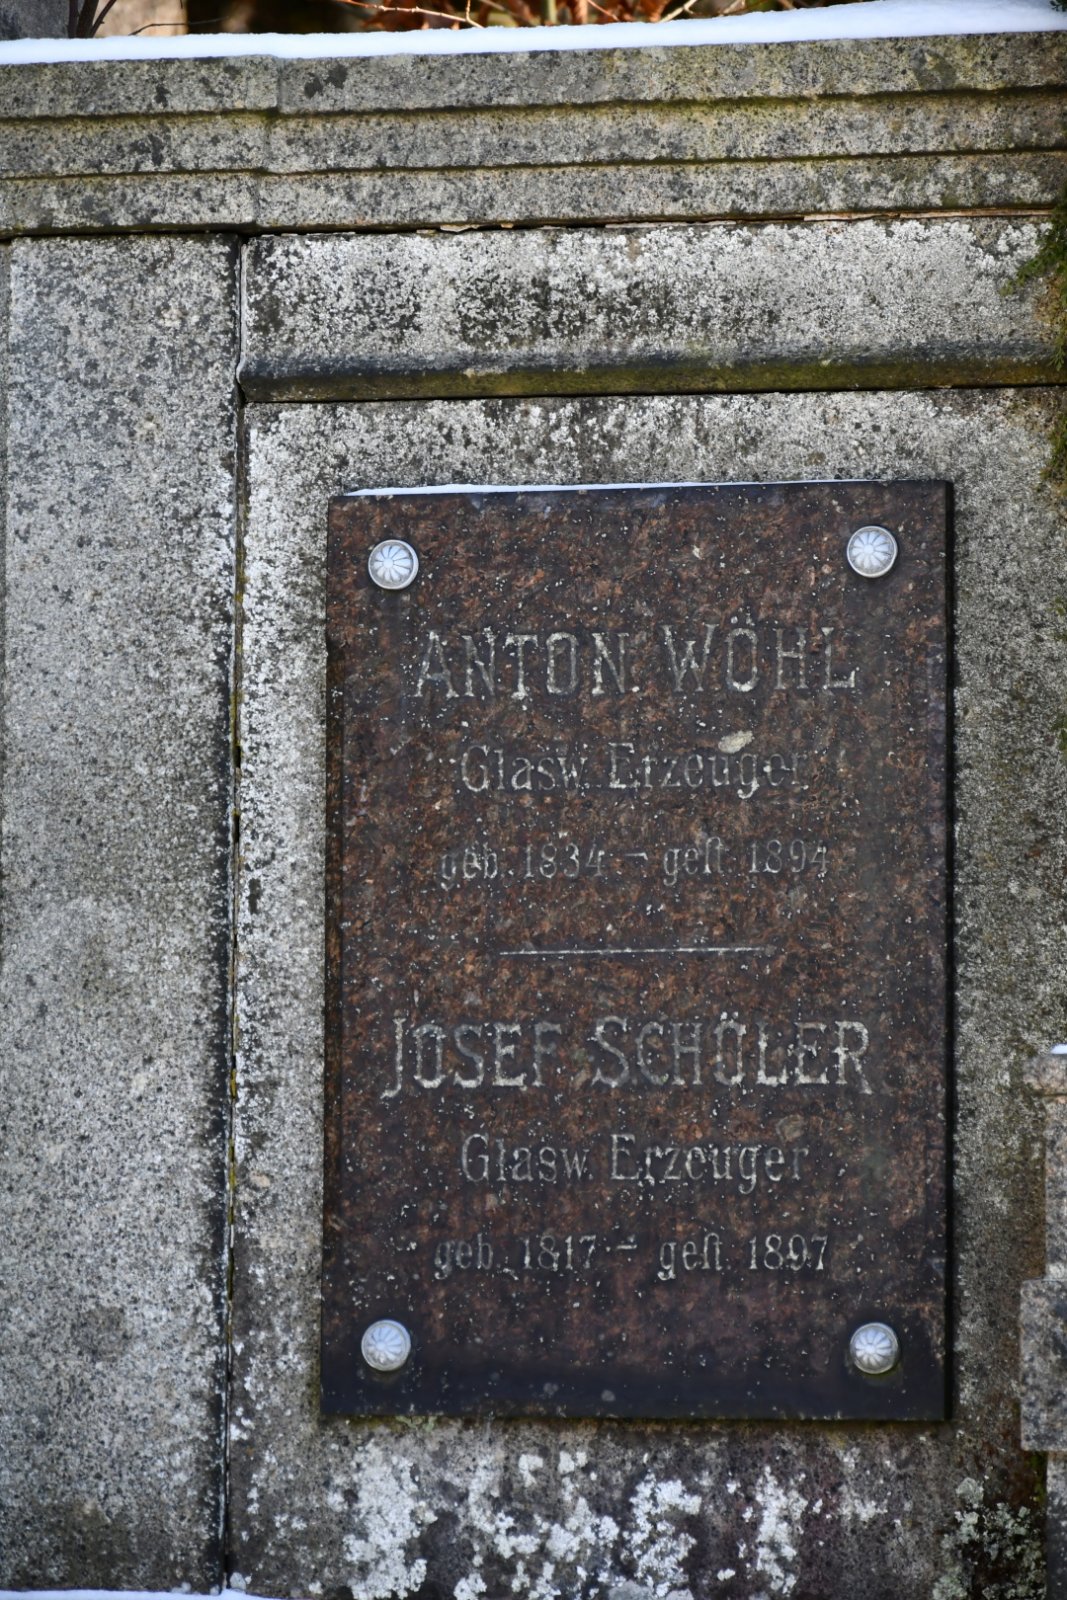 ANTON WÖHL
Glasw. Erzeuger
geb. 1834 – gest. 1894
JOSEF SCHÖLER
Glasw. Erzeuger
geb. 1817 – gest. 1897